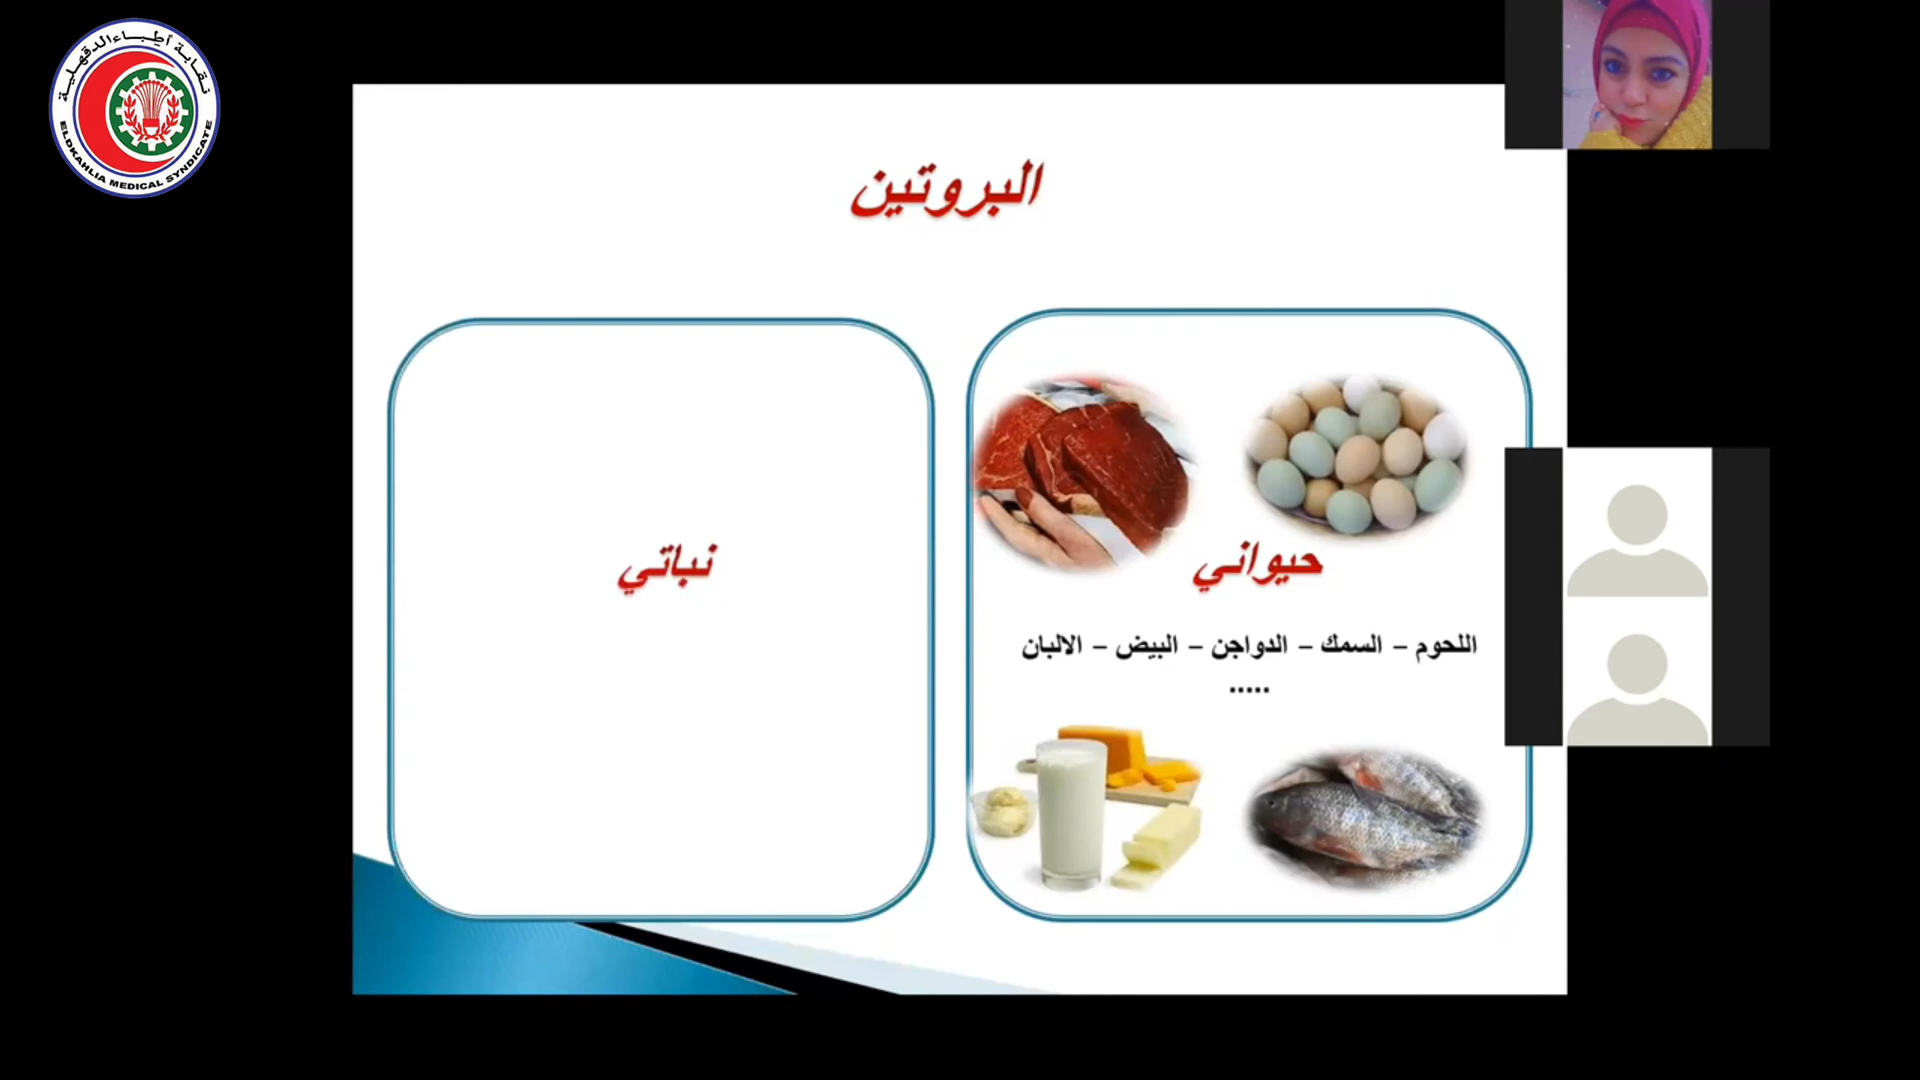 نقابة أطباء الدقهلية
ELDKAHLIA MEDICAL SYNDICATE
البروتين
حيواني
اللحوم – السمك – الدواجن – البيض – الالبان
.....
نباتي